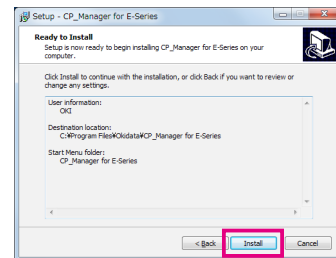 Setup - CP_Manager for E-Series
Ready to Install
Setup is now ready to begin installing CP_Manager for E-Series on your
computer.
Click Install to continue with the installation, or click Back if you want to review or
change any settings.
User information:
OKI
Destination location:
C:¥Program Files¥Okidata¥CP_Manager for E-Series
Start Menu folder:
CP_Manager for E-Series
< Back
Install
Cancel